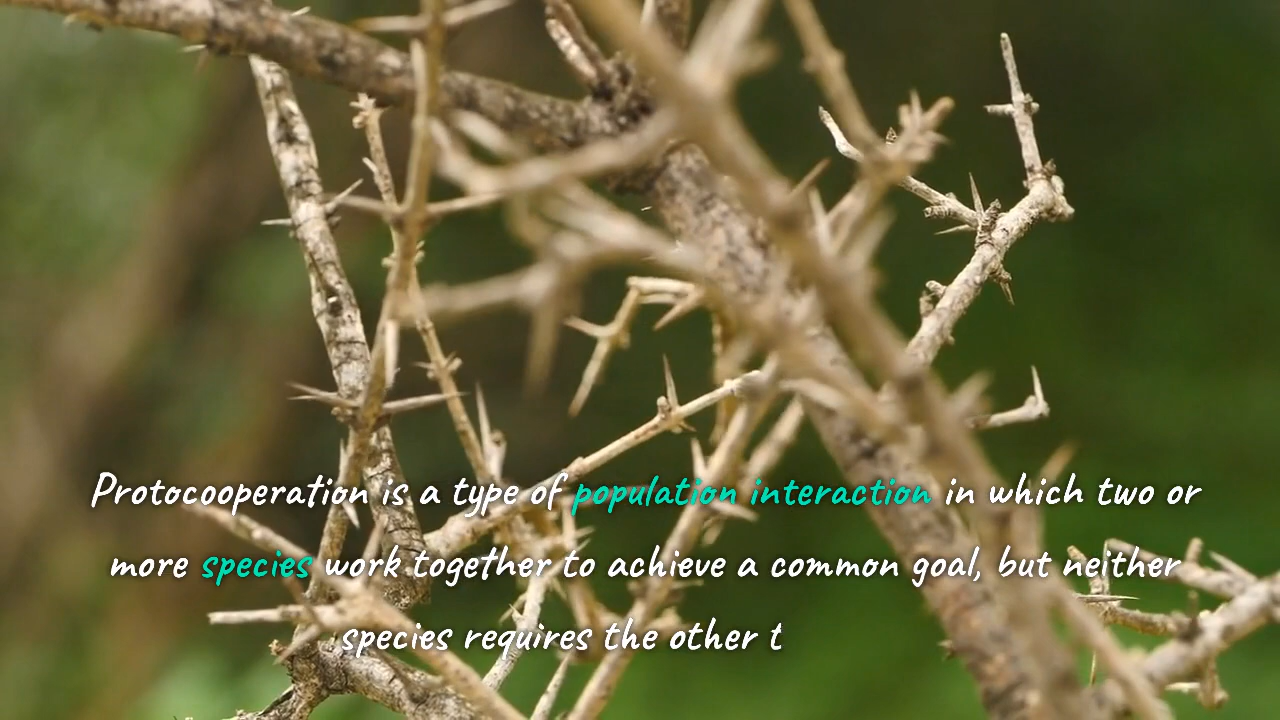 Protocooperation is a type of population interaction in which two or
more species work together to achieve a common goal, but neither
species requires the other t